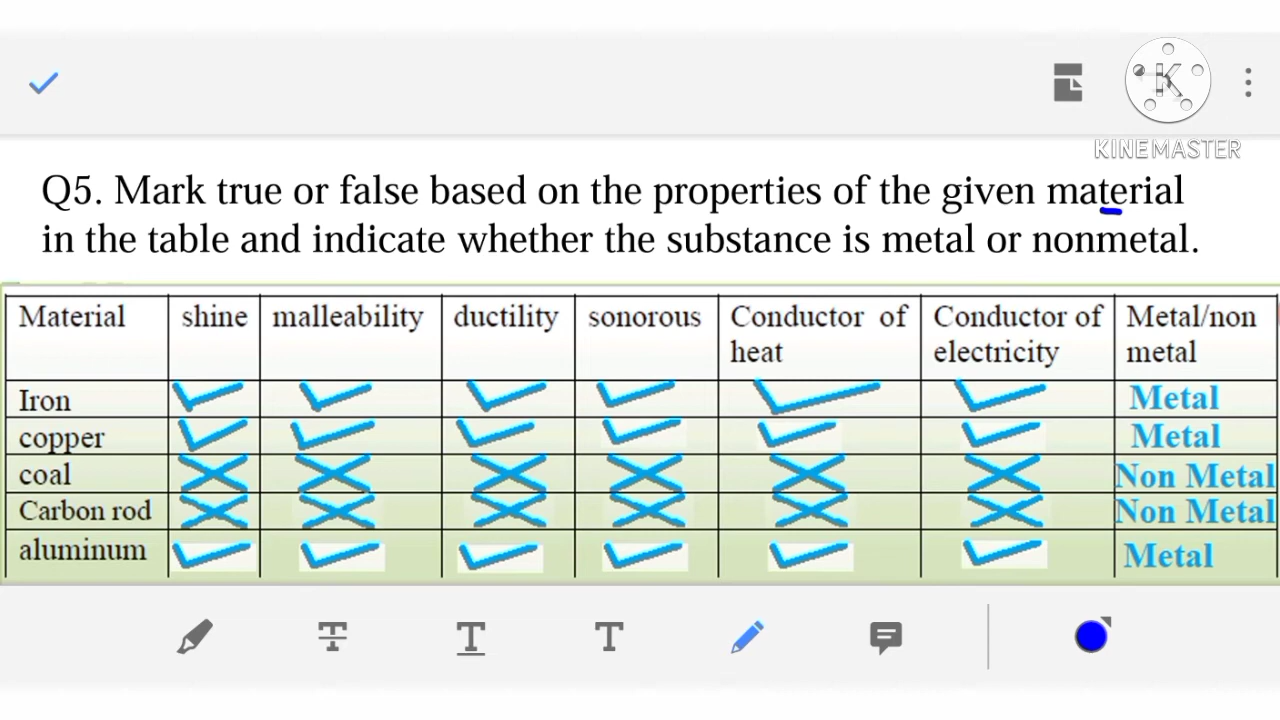 KINEMASTER
Q5. Mark true or false based on the properties of the given material
in the table and indicate whether the substance is metal or nonmetal.
Material shine malleability ductility sonorous Conductor of heat Conductor of electricity Metal/non metal
Iron ✓ ✓ ✓ ✓ ✓ ✓ Metal
copper ✓ ✓ ✓ ✓ ✓ ✓ Metal
coal ✗ ✗ ✗ ✗ ✗ ✗ Non Metal
Carbon rod ✗ ✗ ✗ ✗ ✗ ✗ Non Metal
aluminum ✓ ✓ ✓ ✓ ✓ ✓ Metal